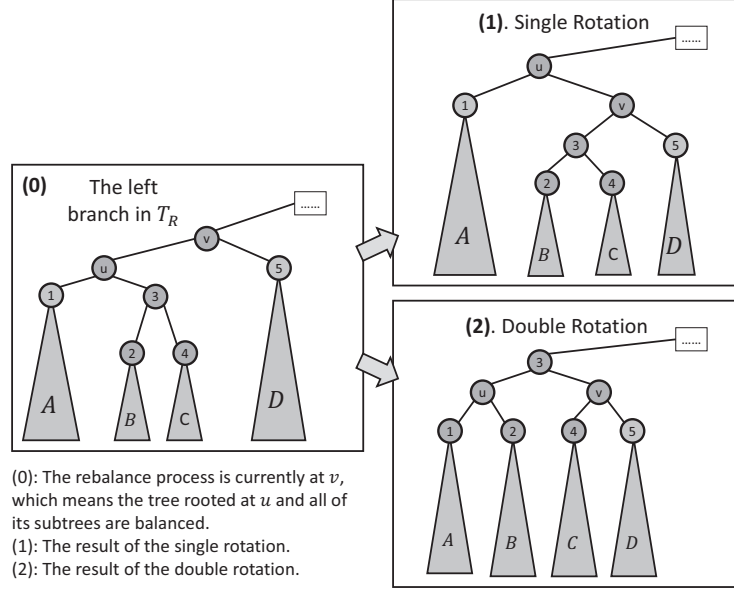 (0)
The left
branch in T_R
......
v
u
5
1
3
2
4
A
B
C
D
(1). Single Rotation
......
u
1
v
3
5
2
4
A
B
C
D
(2). Double Rotation
......
3
u
v
1
2
4
5
A
B
C
D
(0): The rebalance process is currently at v,
which means the tree rooted at u and all of
its subtrees are balanced.
(1): The result of the single rotation.
(2): The result of the double rotation.